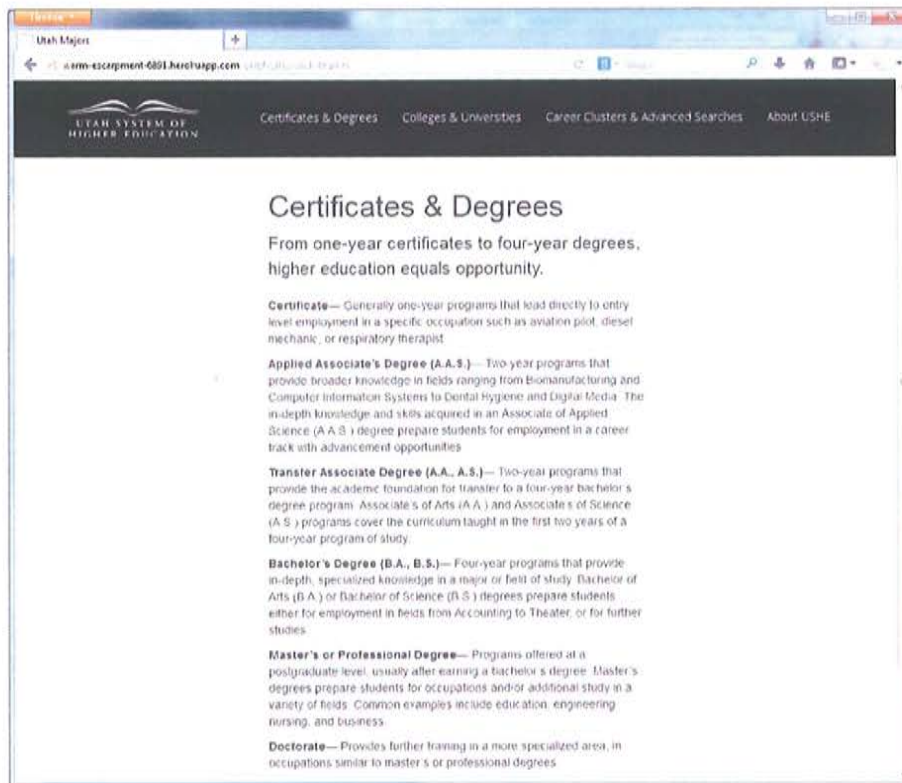 Firefox
Utah Majors
+
warm-escarpment-6891.herokuapp.com
UTAH SYSTEM OF
HIGHER EDUCATION
Certificates & Degrees
Colleges & Universities
Career Clusters & Advanced Searches
About USHE
Certificates & Degrees
From one-year certificates to four-year degrees,
higher education equals opportunity.
Certificate— Generally one-year programs that lead directly to entry
level employment in a specific occupation such as aviation pilot, diesel
mechanic, or respiratory therapist
Applied Associate's Degree (A.A.S.)— Two year programs that
provide broader knowledge in fields ranging from Biomanufacturing and
Computer Information Systems to Dental Hygiene and Digital Media. The
in-depth knowledge and skills acquired in an Associate of Applied
Science (A.A.S.) degree prepare students for employment in a career
track with advancement opportunities
Transfer Associate Degree (A.A., A.S.)— Two-year programs that
provide the academic foundation for transfer to a four-year bachelor's
degree program. Associate's of Arts (A.A.) and Associate's of Science
(A.S.) programs cover the curriculum taught in the first two years of a
four-year program of study.
Bachelor's Degree (B.A., B.S.)— Four-year programs that provide
in-depth, specialized knowledge in a major or field of study. Bachelor of
Arts (B.A.) or Bachelor of Science (B.S.) degrees prepare students
either for employment in fields from Accounting to Theater, or for further
studies
Master's or Professional Degree— Programs offered at a
postgraduate level, usually after earning a bachelor's degree. Master's
degrees prepare students for occupations and/or additional study in a
variety of fields. Common examples include education, engineering
nursing, and business
Doctorate— Provides further training in a more specialized area, in
occupations similar to master's or professional degrees